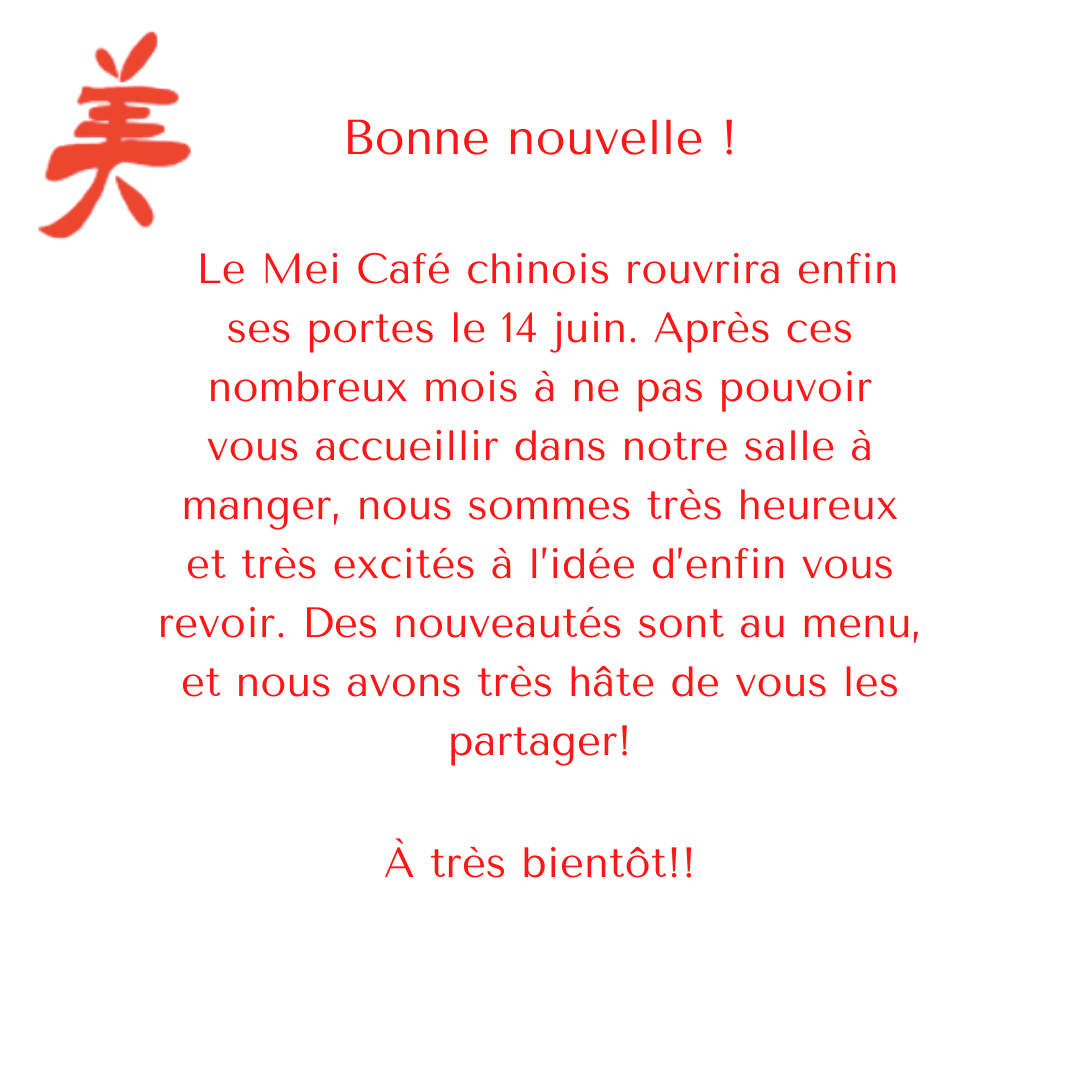 美
Bonne nouvelle !
Le Mei Café chinois rouvrira enfin
ses portes le 14 juin. Après ces
nombreux mois à ne pas pouvoir
vous accueillir dans notre salle à
manger, nous sommes très heureux
et très excités à l'idée d'enfin vous
revoir. Des nouveautés sont au menu,
et nous avons très hâte de vous les
partager!
À très bientôt!!